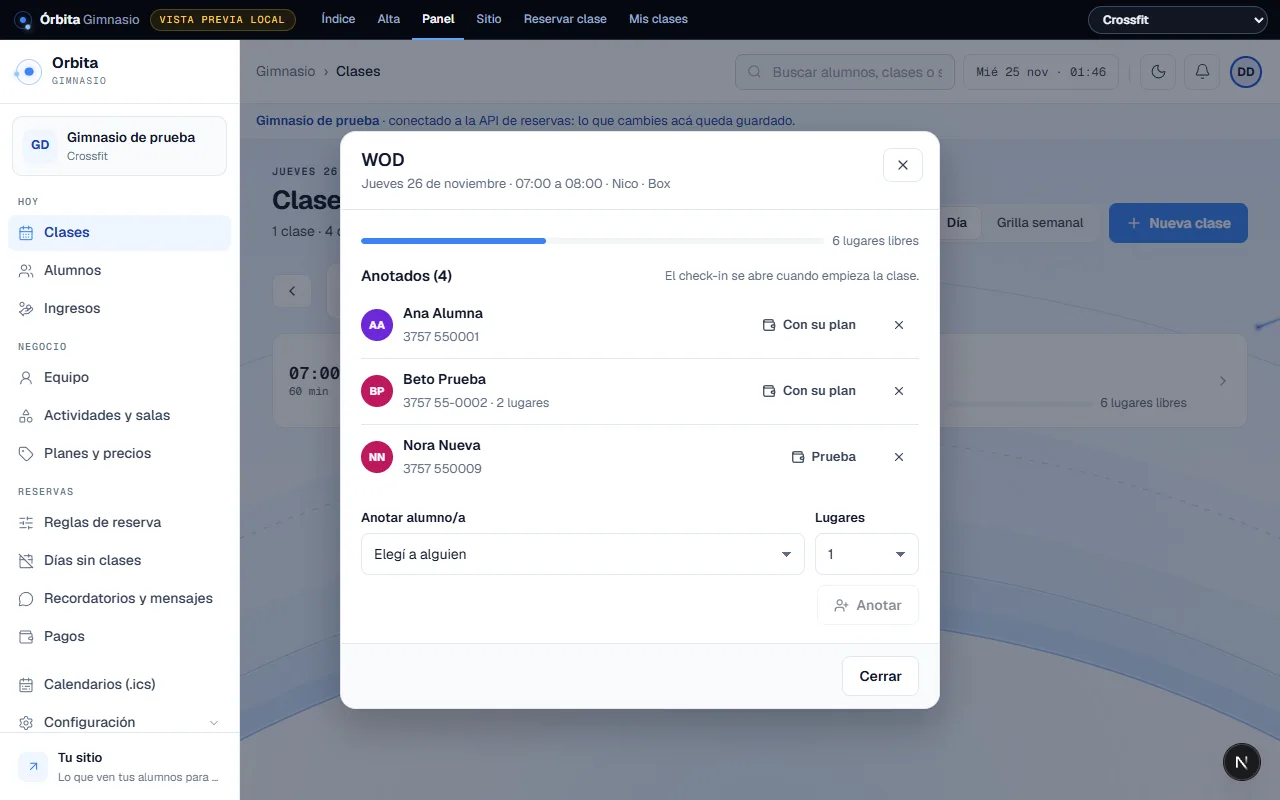 Órbita Gimnasio
VISTA PREVIA LOCAL
Índice
Alta
Panel
Sitio
Reservar clase
Mis clases
Crossfit
Orbita
GIMNASIO
GD
Gimnasio de prueba
Crossfit
HOY
Clases
Alumnos
Ingresos
NEGOCIO
Equipo
Actividades y salas
Planes y precios
RESERVAS
Reglas de reserva
Días sin clases
Recordatorios y mensajes
Pagos
Calendarios (.ics)
Configuración
Tu sitio
Lo que ven tus alumnos para …
Gimnasio › Clases
Buscar alumnos, clases o s
Mié 25 nov · 01:46
DD
Gimnasio de prueba · conectado a la API de reservas: lo que cambies acá queda guardado.
JUEVES 26
Clase
1 clase · 4
Día
Grilla semanal
Nueva clase
07:00
60 min
6 lugares libres
WOD
Jueves 26 de noviembre · 07:00 a 08:00 · Nico · Box
6 lugares libres
Anotados (4)
El check-in se abre cuando empieza la clase.
AA
Ana Alumna
3757 550001
Con su plan
BP
Beto Prueba
3757 55-0002 · 2 lugares
Con su plan
NN
Nora Nueva
3757 550009
Prueba
Anotar alumno/a
Lugares
Elegí a alguien
1
Anotar
Cerrar
N